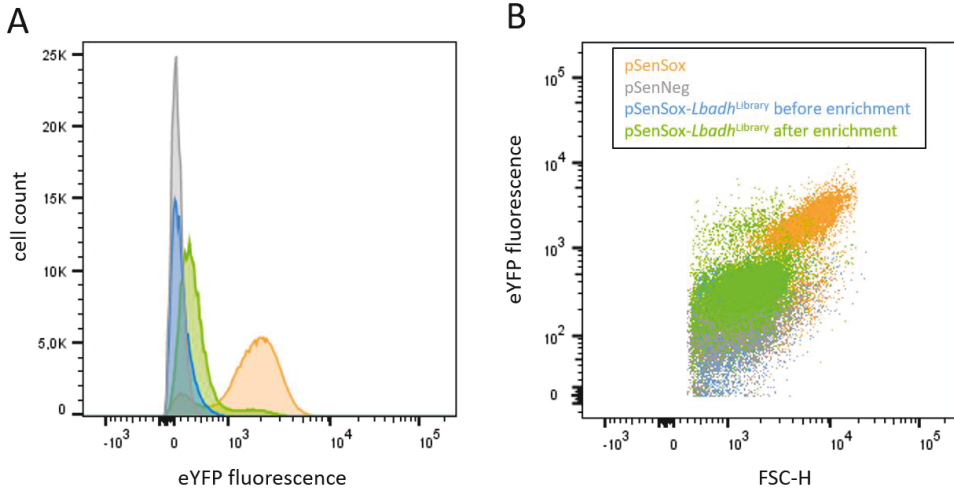 A
25K
20K
15K
10K
5,0K
0
cell count
-10³ 0 10³ 10⁴ 10⁵
eYFP fluorescence
B
pSenSox
pSenNeg
pSenSox-Lbadhᴸⁱᵇʳᵃʳʸ before enrichment
pSenSox-Lbadhᴸⁱᵇʳᵃʳʸ after enrichment
10⁵
10⁴
10³
10²
0
eYFP fluorescence
-10³ 0 10³ 10⁴ 10⁵
FSC-H